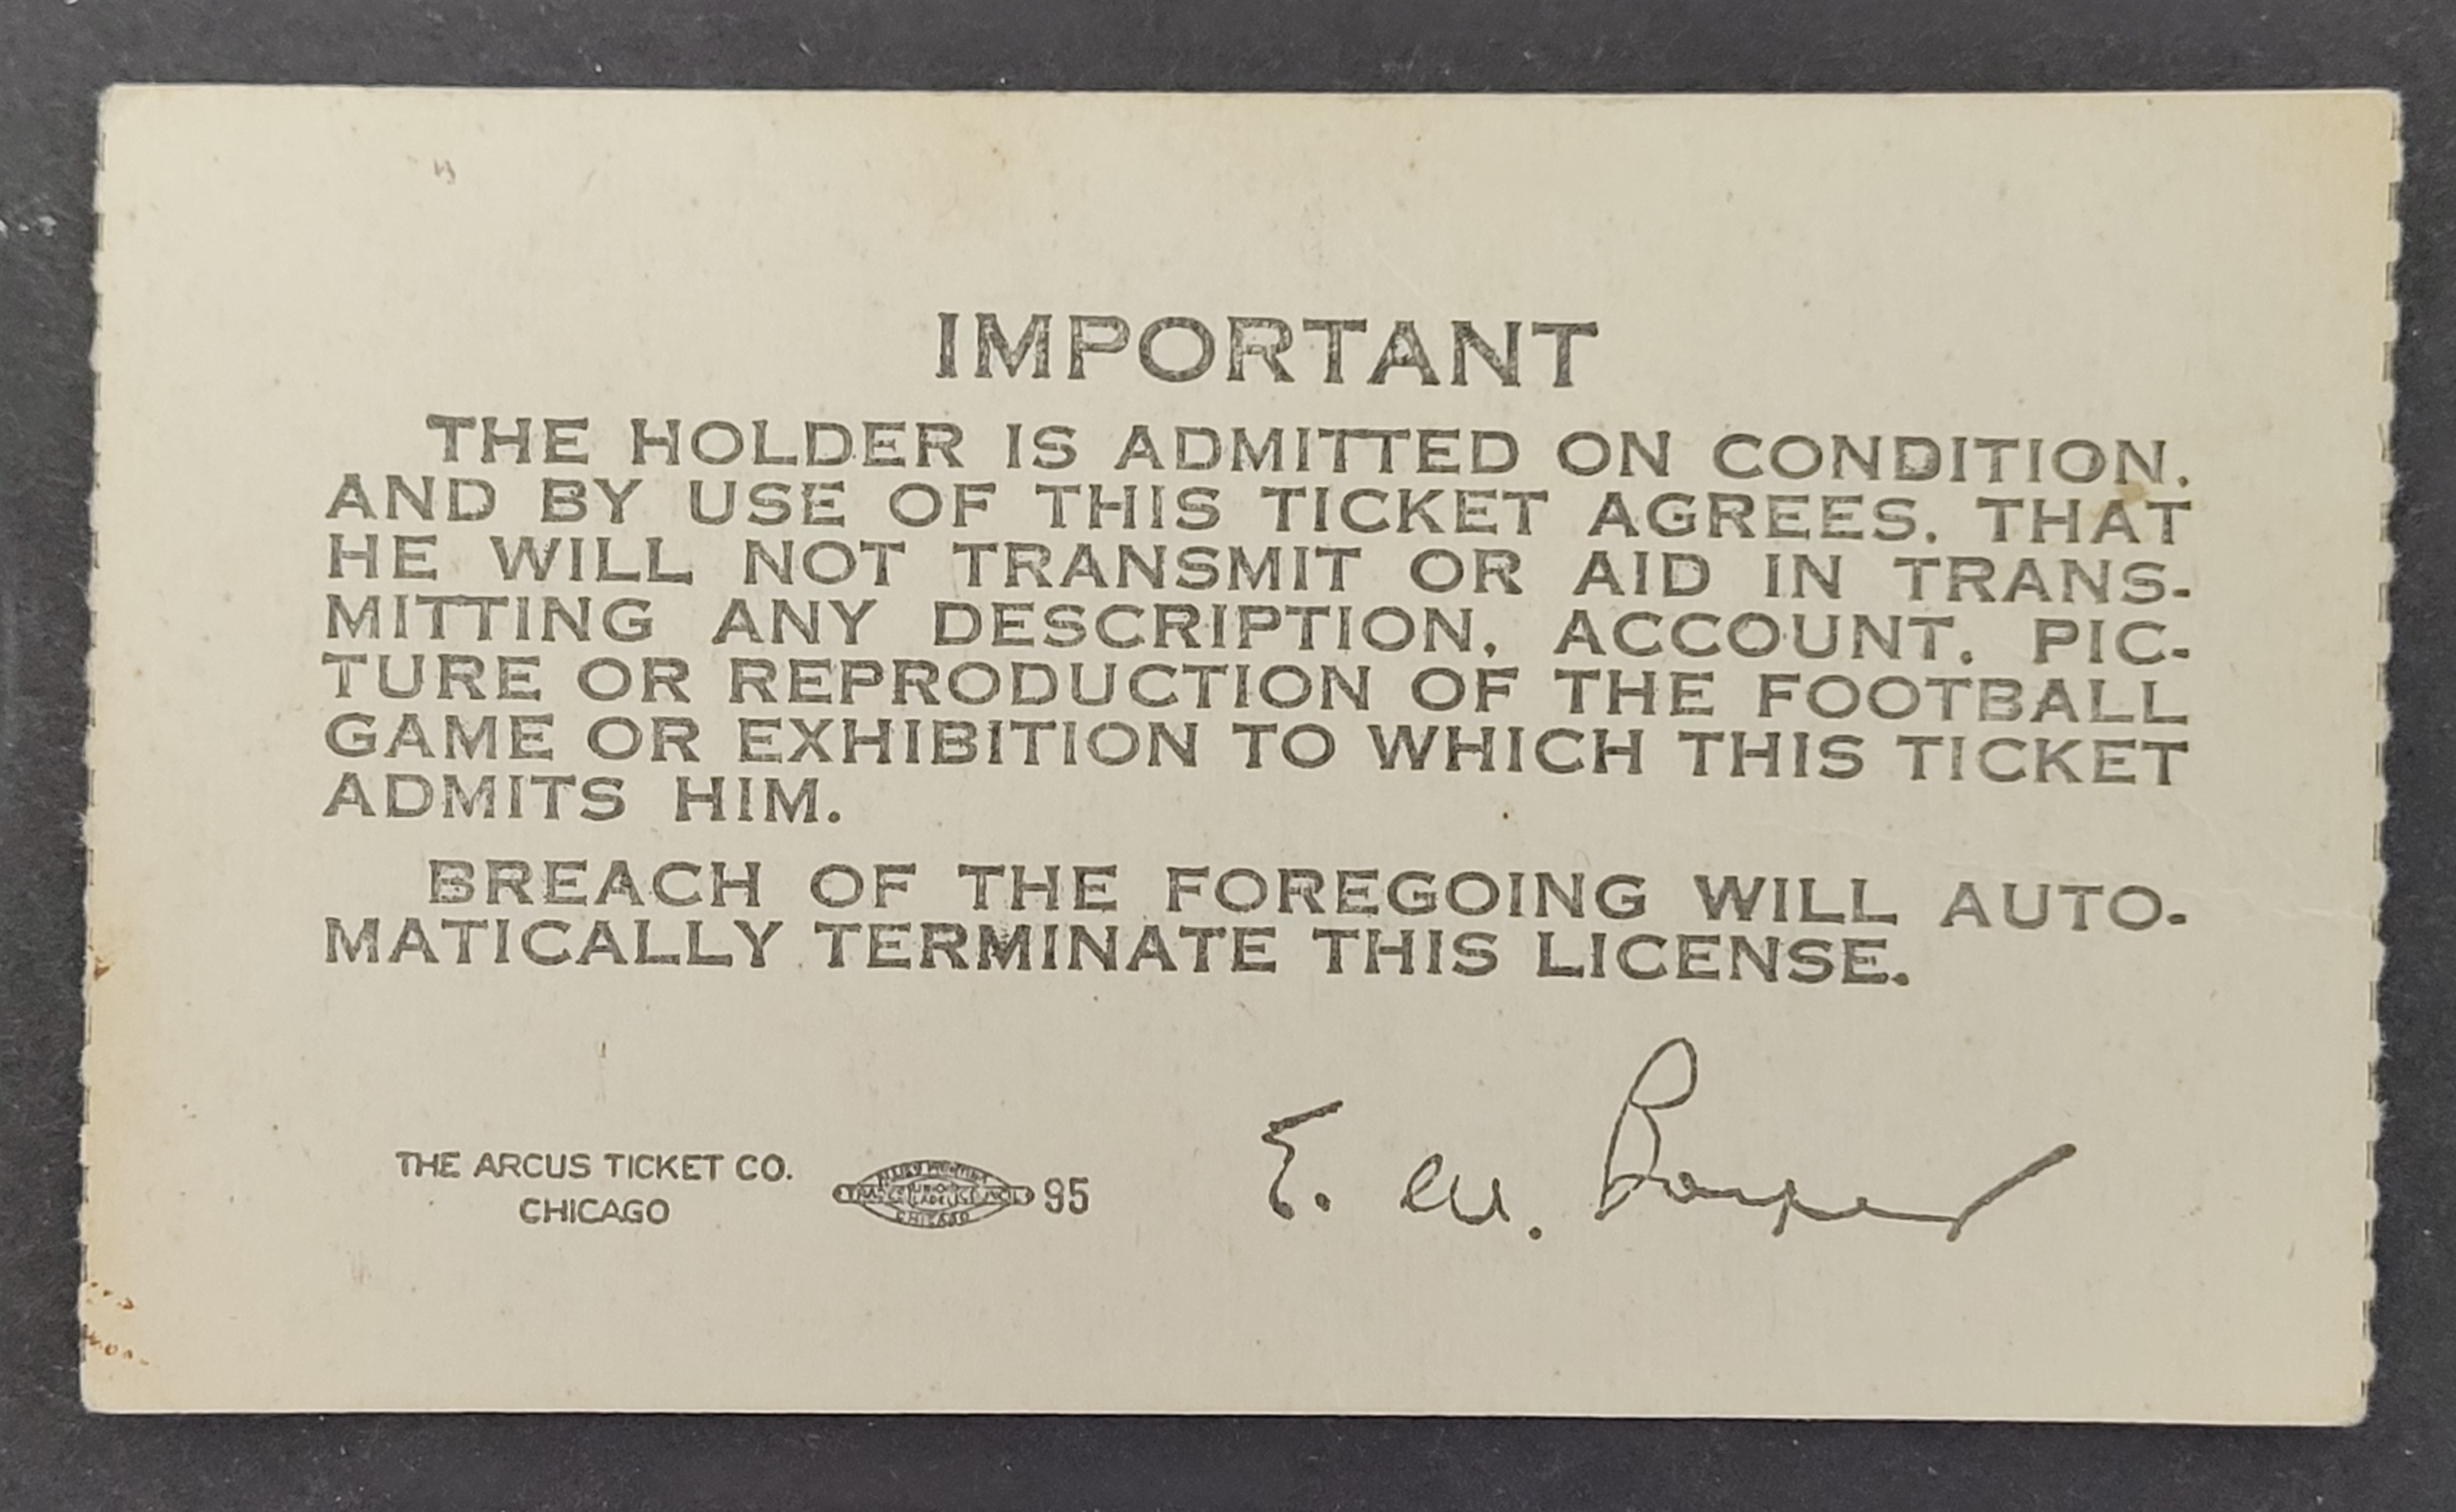 IMPORTANT
THE HOLDER IS ADMITTED ON CONDITION,
AND BY USE OF THIS TICKET AGREES, THAT
HE WILL NOT TRANSMIT OR AID IN TRANS-
MITTING ANY DESCRIPTION, ACCOUNT, PIC-
TURE OR REPRODUCTION OF THE FOOTBALL
GAME OR EXHIBITION TO WHICH THIS TICKET
ADMITS HIM.
BREACH OF THE FOREGOING WILL AUTO-
MATICALLY TERMINATE THIS LICENSE.
E. W.
THE ARCUS TICKET CO.
CHICAGO
UNION LABEL
CHICAGO
95